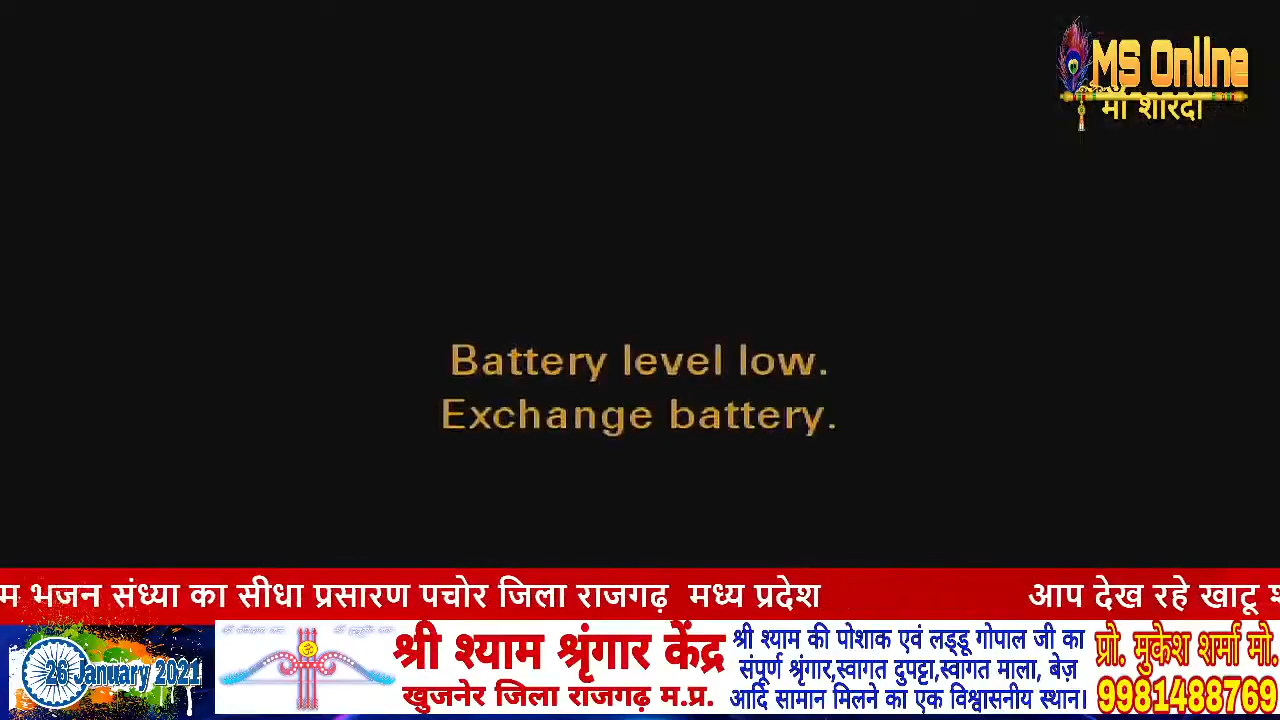 MS Online
माँ शारदा
Battery level low.
Exchange battery.
म भजन संध्या का सीधा प्रसारण पचोर जिला राजगढ़ मध्य प्रदेश
आप देख रहे खाटू
26 January 2021
श्री श्याम श्रृंगार केंद्र
खुजनेर जिला राजगढ़ म.प्र.
श्री श्याम की पोशाक एवं लड्डू गोपाल जी का
संपूर्ण श्रृंगार,स्वागत दुपट्टा,स्वागत माला, बेज़
आदि सामान मिलने का एक विश्वासनीय स्थान।
प्रो. मुकेश शर्मा मो.
9981488769